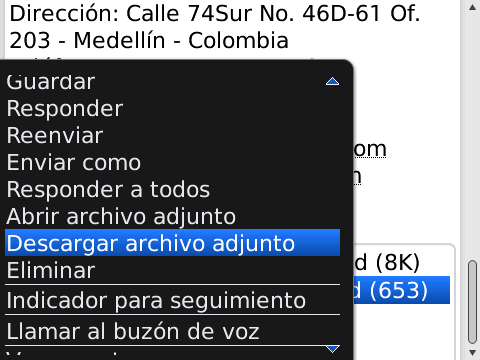 Dirección: Calle 74Sur No. 46D-61 Of.
203 - Medellín - Colombia
Guardar
Responder
Reenviar
Enviar como
om
Responder a todos
Abrir archivo adjunto
Descargar archivo adjunto
Eliminar
d (8K)
d (653)
Indicador para seguimiento
Llamar al buzón de voz